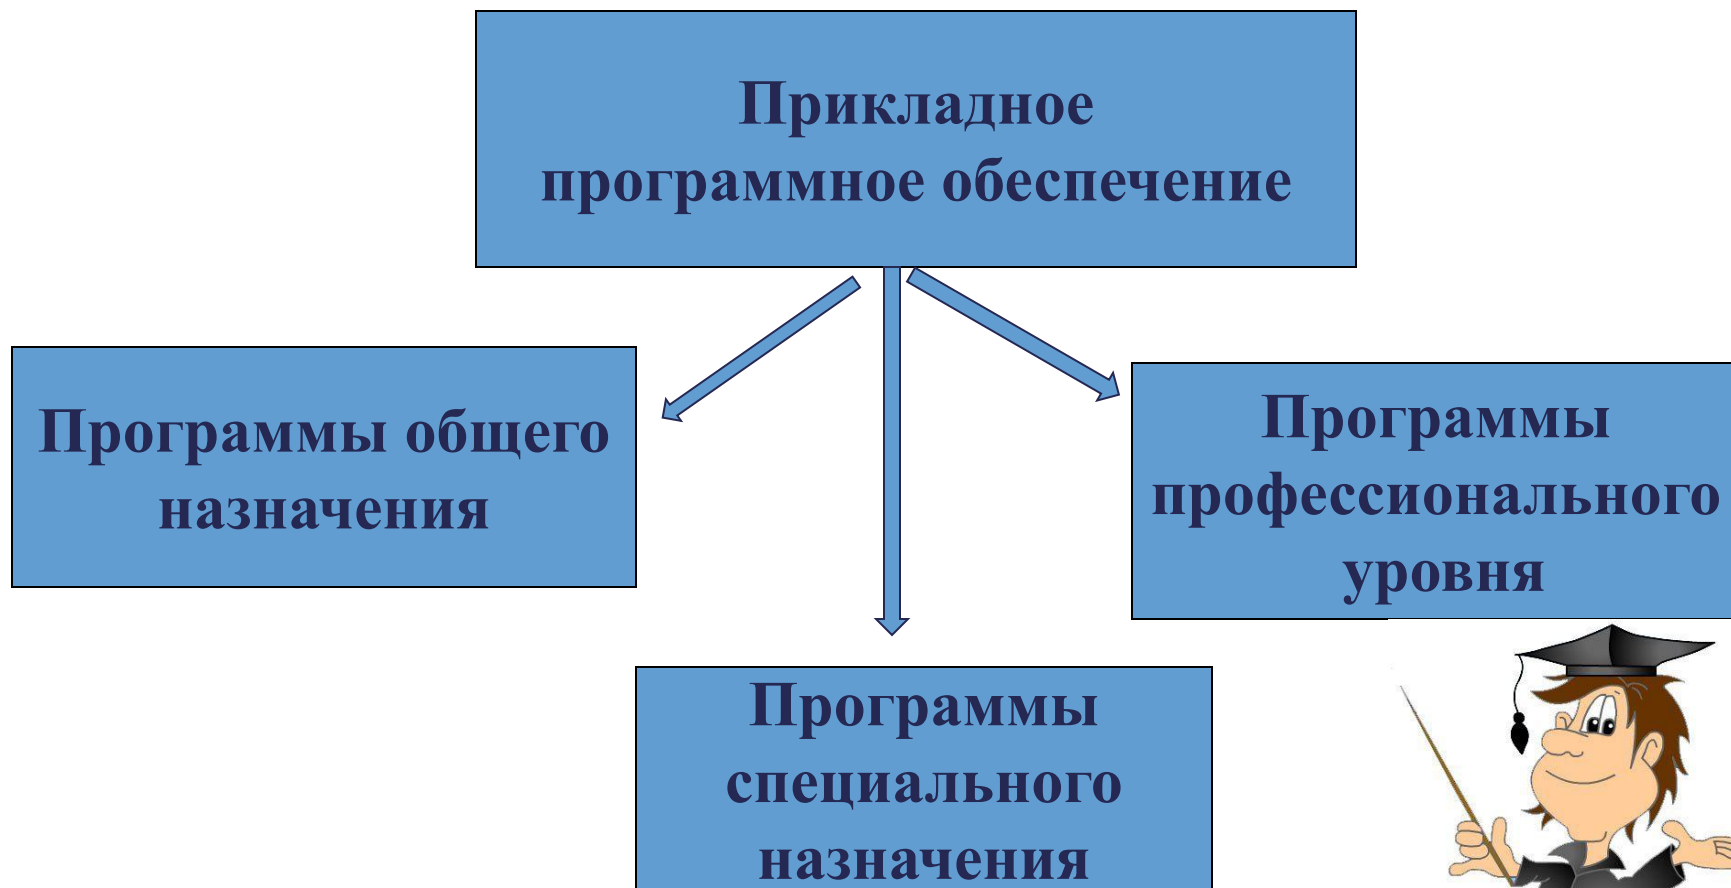 Прикладное
программное обеспечение
Программы общего
назначения
Программы
профессионального
уровня
Программы
специального
назначения